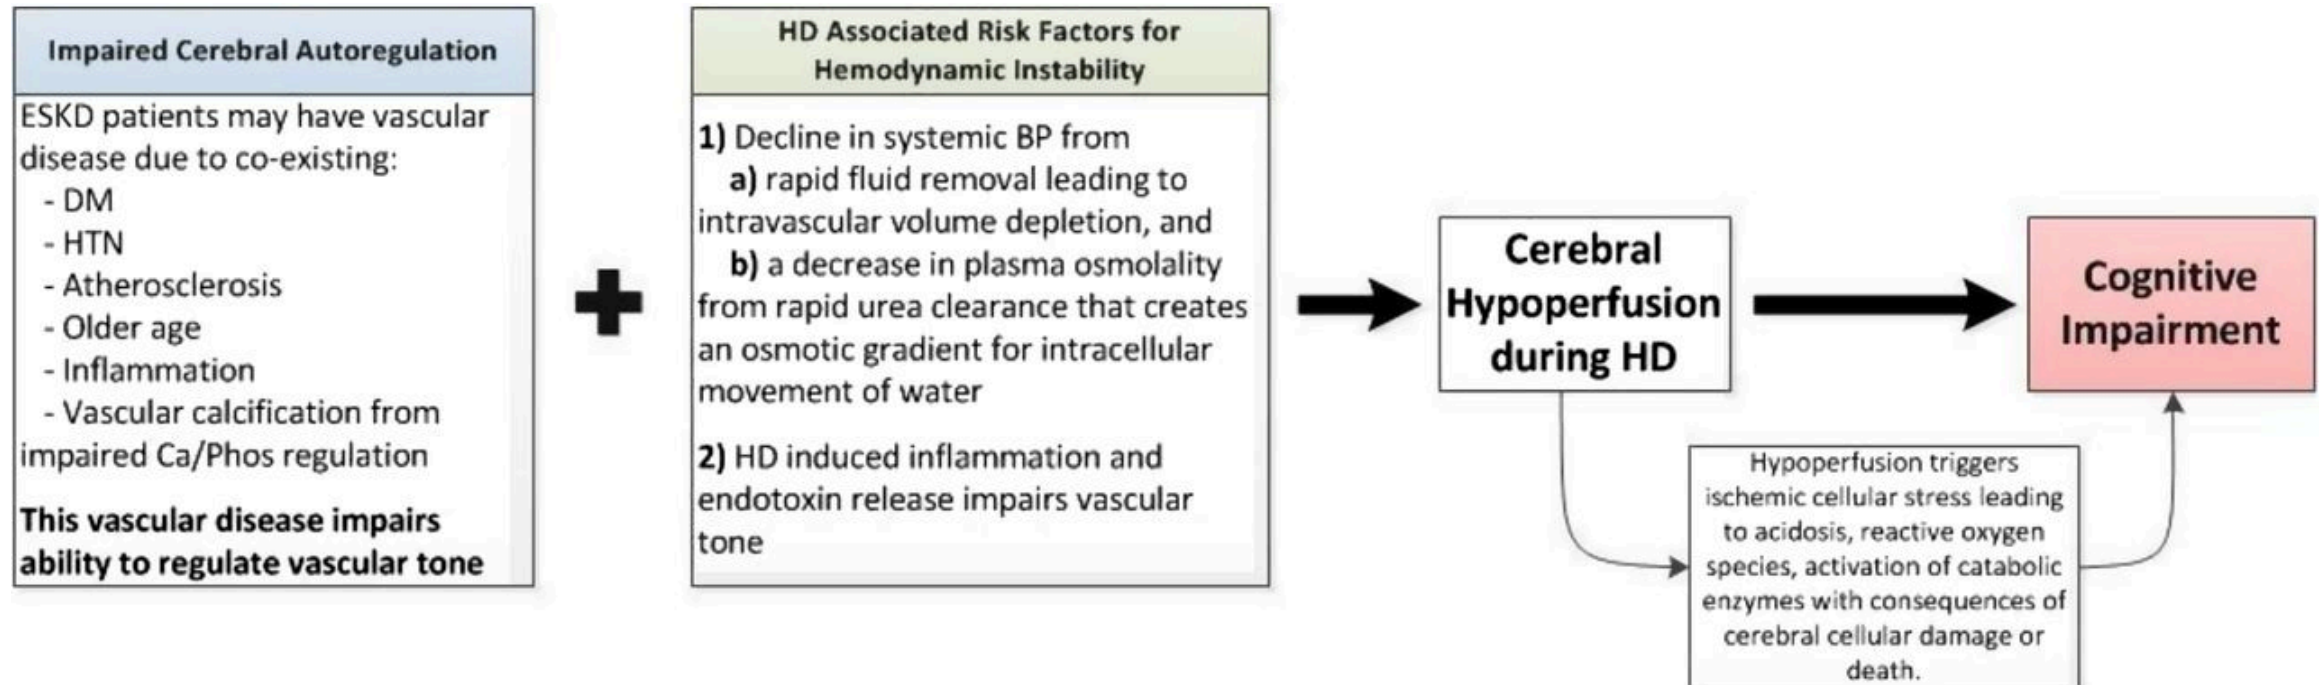 Impaired Cerebral Autoregulation
ESKD patients may have vascular
disease due to co-existing:
- DM
- HTN
- Atherosclerosis
- Older age
- Inflammation
- Vascular calcification from
impaired Ca/Phos regulation
This vascular disease impairs
ability to regulate vascular tone
HD Associated Risk Factors for
Hemodynamic Instability
1) Decline in systemic BP from
a) rapid fluid removal leading to
intravascular volume depletion, and
b) a decrease in plasma osmolality
from rapid urea clearance that creates
an osmotic gradient for intracellular
movement of water
2) HD induced inflammation and
endotoxin release impairs vascular
tone
Cerebral
Hypoperfusion
during HD
Cognitive
Impairment
Hypoperfusion triggers
ischemic cellular stress leading
to acidosis, reactive oxygen
species, activation of catabolic
enzymes with consequences of
cerebral cellular damage or
death.